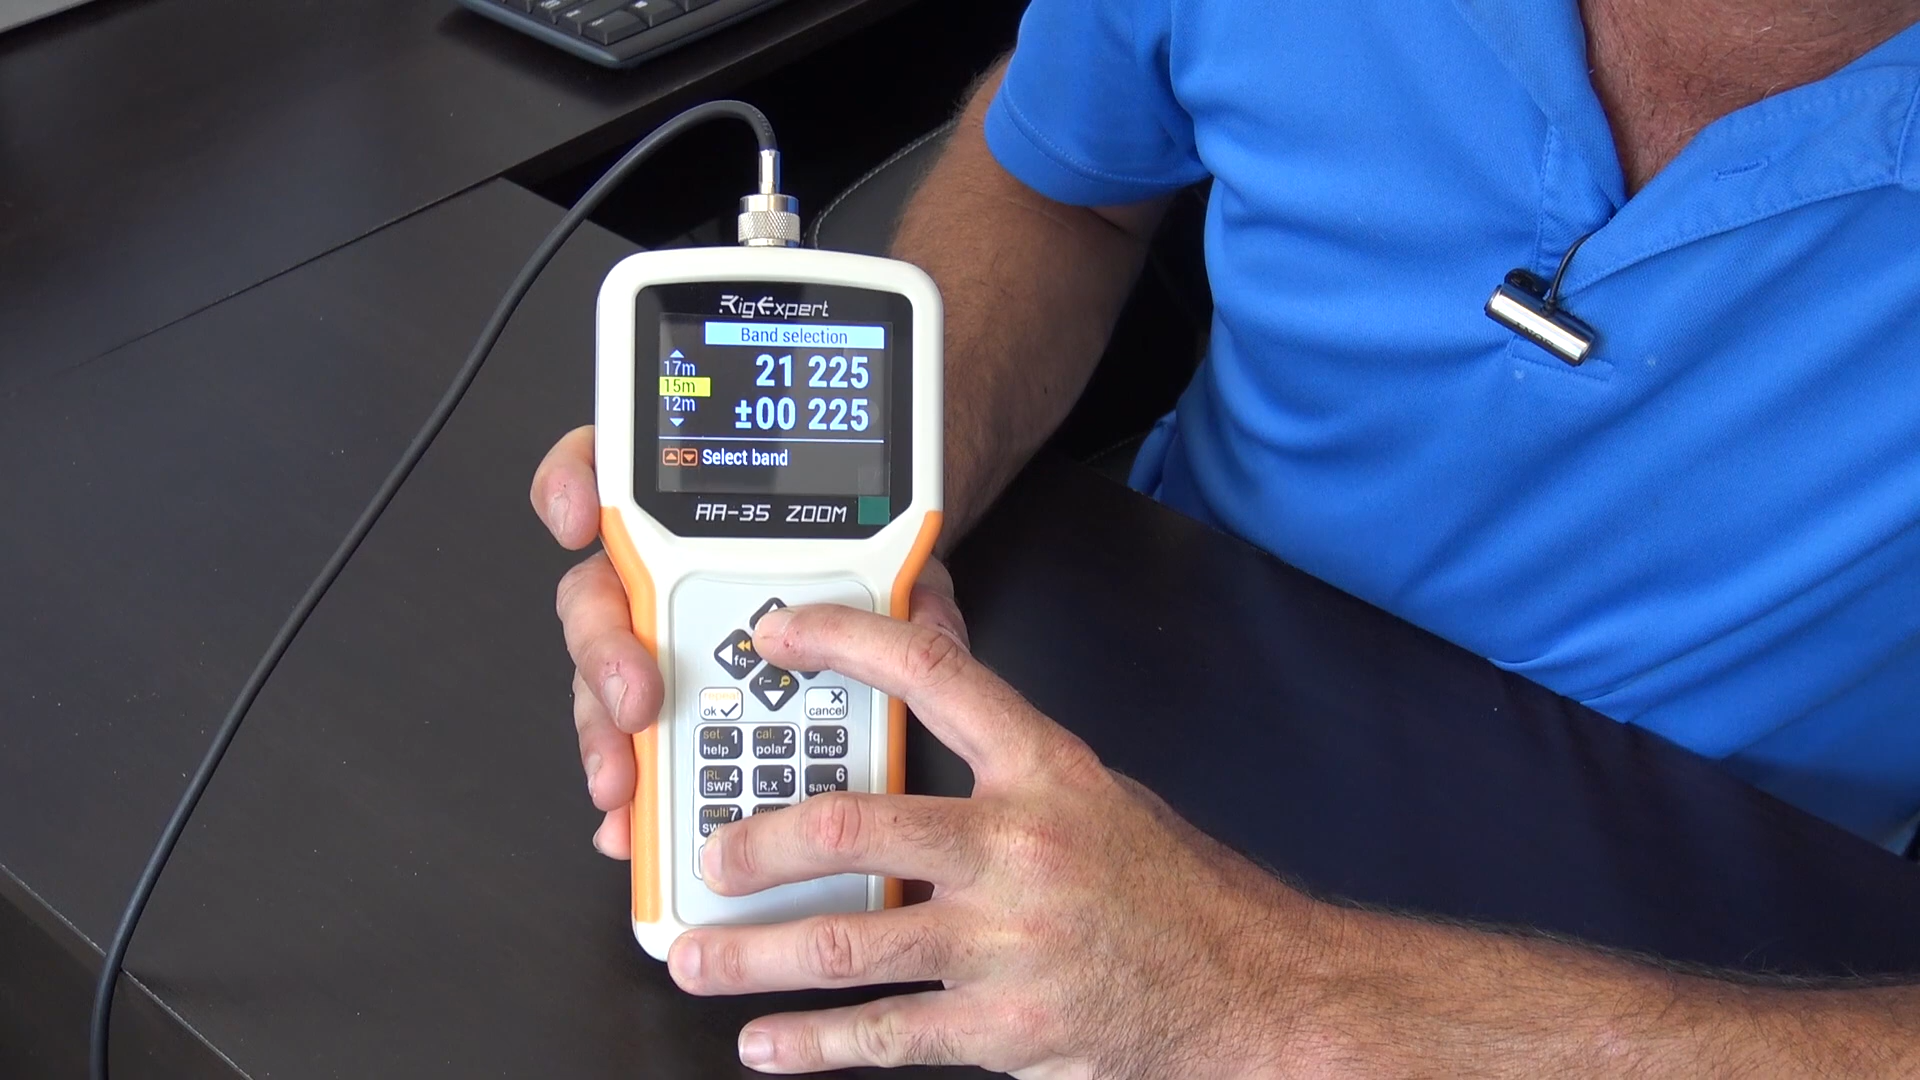 RigExpert
Band selection
17m
15m
12m
21 225
±00 225
Select band
AA-35 ZOOM
fq-
r-
ok
cancel
set. 1
help
cal. 2
polar
fq, 3
range
RL 4
SWR
5
R,X
6
save
multi 7